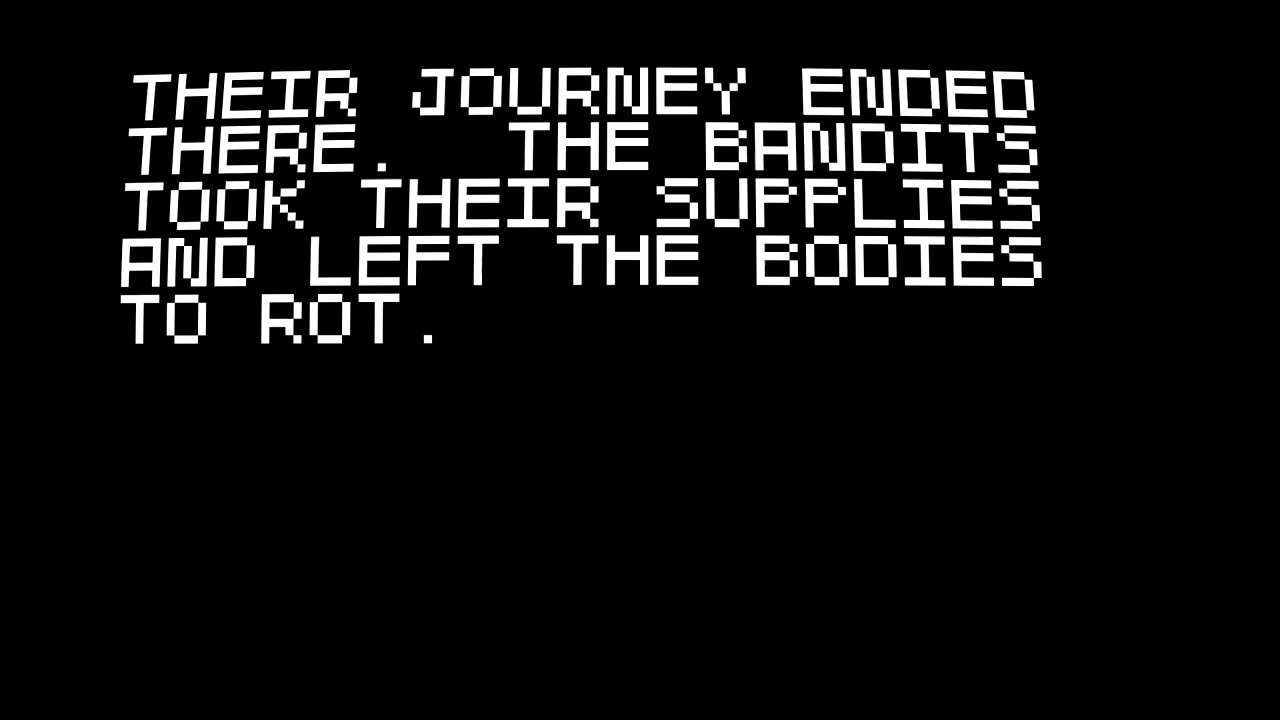 THEIR JOURNEY ENDED
THERE.  THE BANDITS
TOOK THEIR SUPPLIES
AND LEFT THE BODIES
TO ROT.